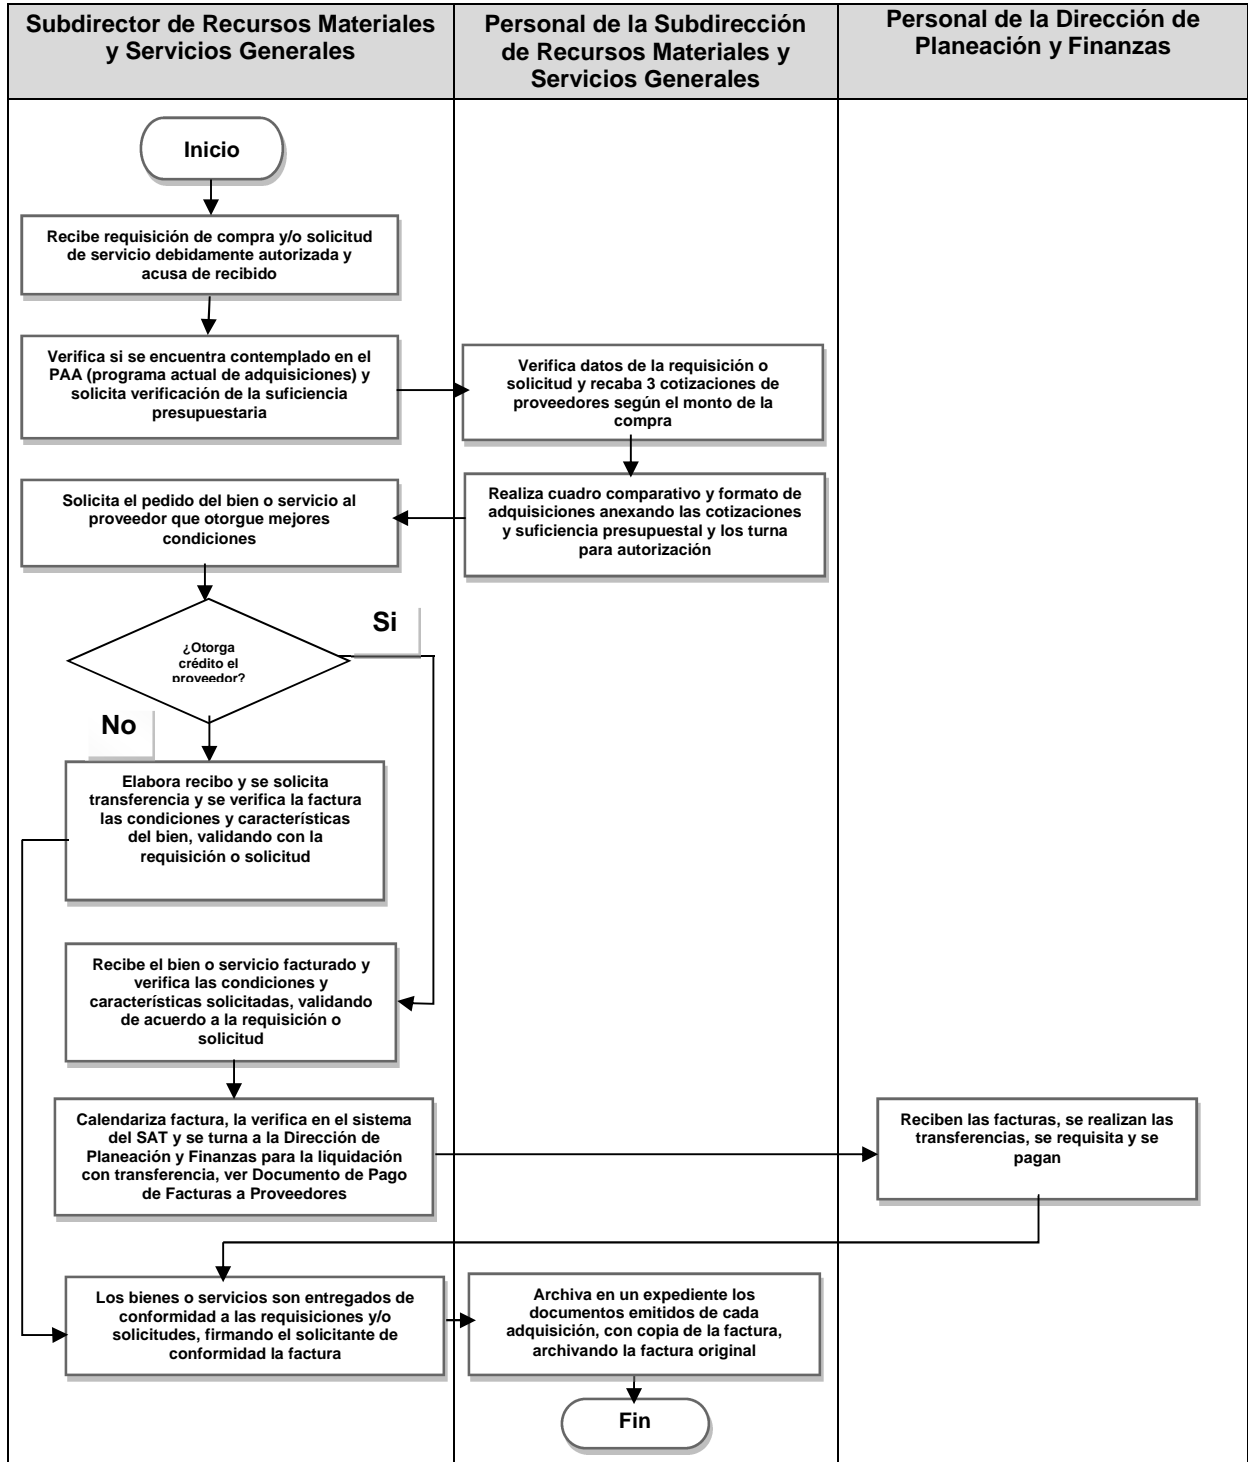 Subdirector de Recursos Materiales
y Servicios Generales
Personal de la Subdirección
de Recursos Materiales y
Servicios Generales
Personal de la Dirección de
Planeación y Finanzas
Inicio
Recibe requisición de compra y/o solicitud
de servicio debidamente autorizada y
acusa de recibido
Verifica si se encuentra contemplado en el
PAA (programa actual de adquisiciones) y
solicita verificación de la suficiencia
presupuestaria
Verifica datos de la requisición o
solicitud y recaba 3 cotizaciones de
proveedores según el monto de la
compra
Realiza cuadro comparativo y formato de
adquisiciones anexando las cotizaciones
y suficiencia presupuestal y los turna
para autorización
Solicita el pedido del bien o servicio al
proveedor que otorgue mejores
condiciones
¿Otorga
crédito el
proveedor?
Si
No
Elabora recibo y se solicita
transferencia y se verifica la factura
las condiciones y características
del bien, validando con la
requisición o solicitud
Recibe el bien o servicio facturado y
verifica las condiciones y
características solicitadas, validando
de acuerdo a la requisición o
solicitud
Calendariza factura, la verifica en el sistema
del SAT y se turna a la Dirección de
Planeación y Finanzas para la liquidación
con transferencia, ver Documento de Pago
de Facturas a Proveedores
Reciben las facturas, se realizan las
transferencias, se requisita y se
pagan
Los bienes o servicios son entregados de
conformidad a las requisiciones y/o
solicitudes, firmando el solicitante de
conformidad la factura
Archiva en un expediente los
documentos emitidos de cada
adquisición, con copia de la factura,
archivando la factura original
Fin